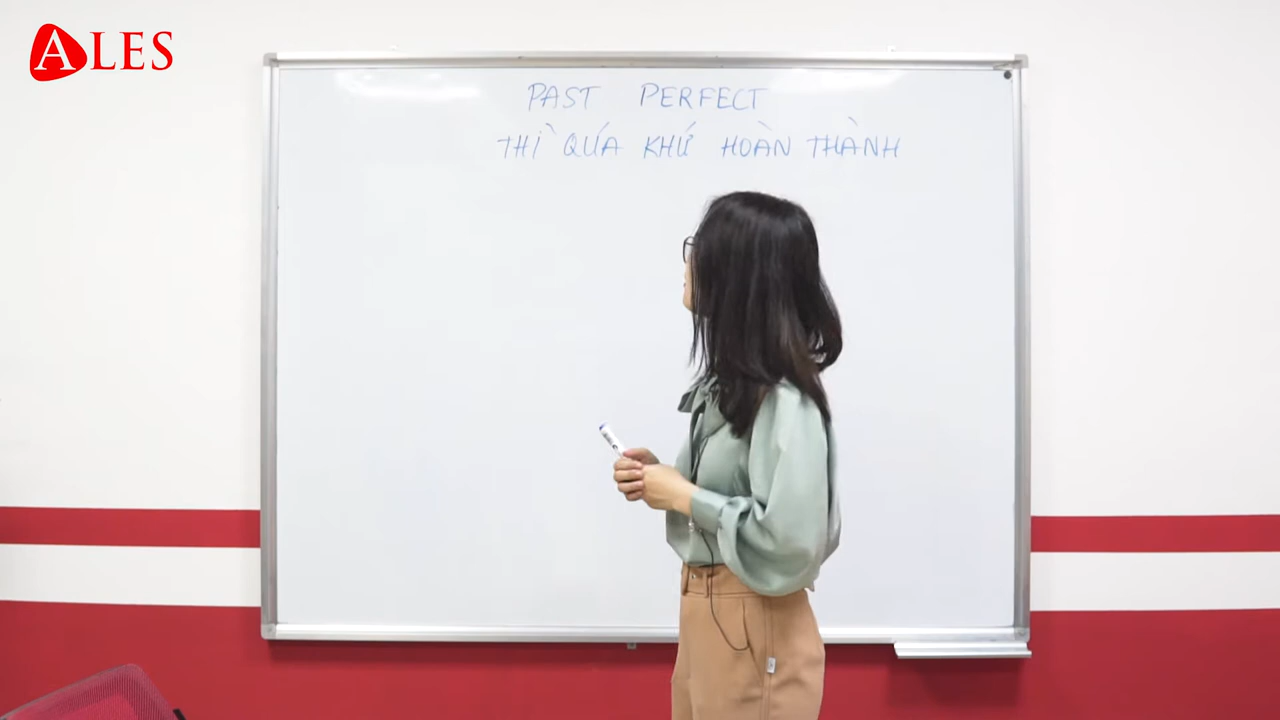 ALES
PAST PERFECT
THÌ QÚA KHỨ HOÀN THÀNH